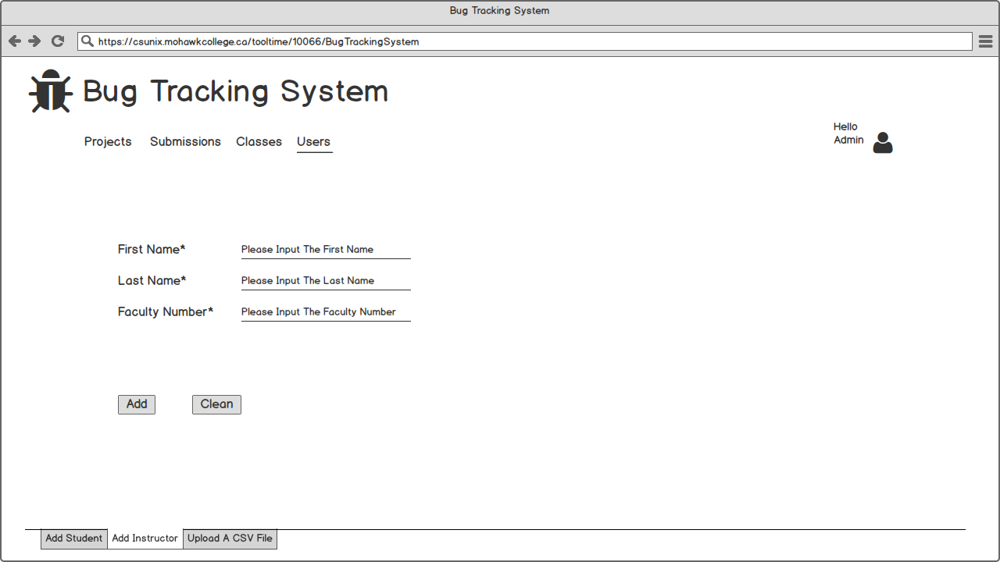 Bug Tracking System
https://csunix.mohawkcollege.ca/tooltime/10066/BugTrackingSystem
Bug Tracking System
Hello
Admin
Projects Submissions Classes Users
First Name* Please Input The First Name
Last Name* Please Input The Last Name
Faculty Number* Please Input The Faculty Number
Add Clean
Add Student Add Instructor Upload A CSV File